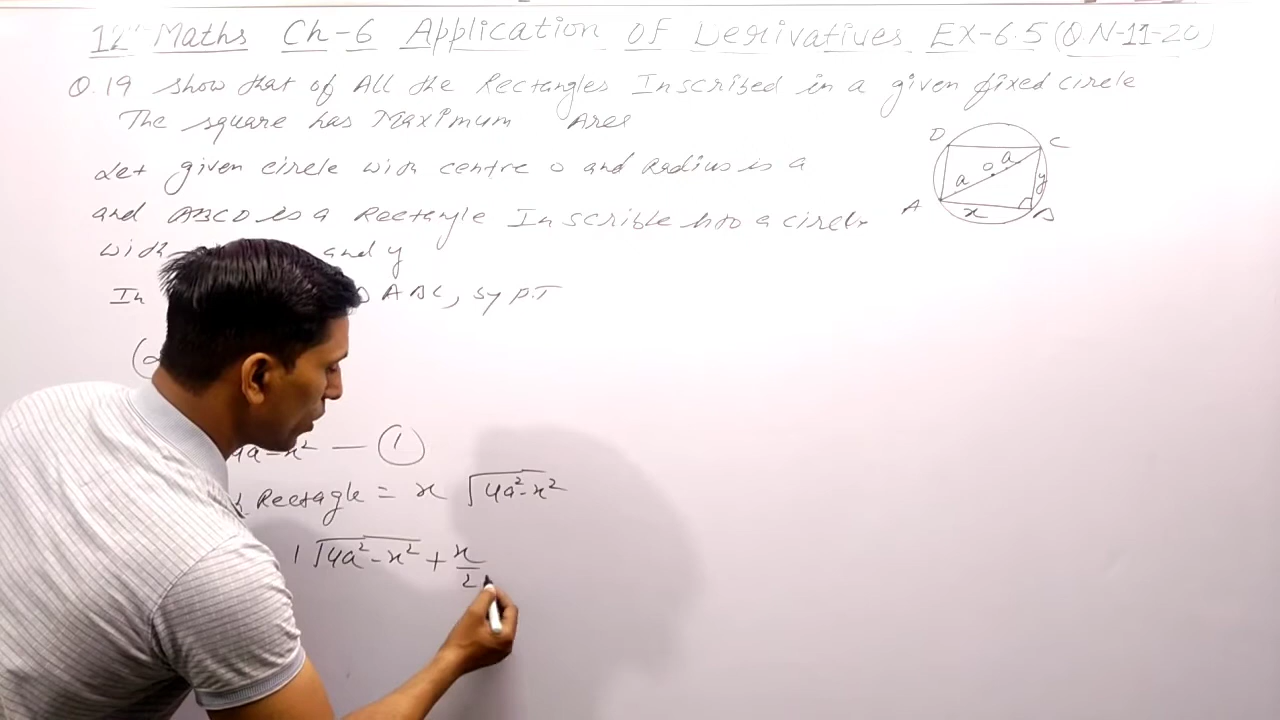 12th Maths Ch-6 Application OF Derivatives EX-6.5 (Q.N-11-20)
Q.19 show that of All the Rectangles Inscribed in a given fixed circle
The square has Maximum Area
Let given circle with centre O and Radius is a
and ABCD is a Rectangle Inscrible into a circle
with and y
In Δ ABC, by P.T
(2
4a-x² — ①
Rectagle = x √4a²-x²
1 √4a²-x² + x/2
D C
a O a y
A x B